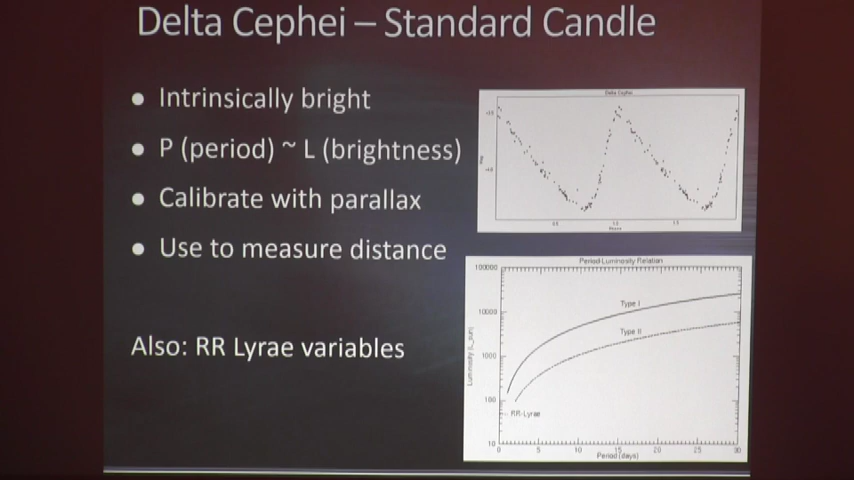 Delta Cephei – Standard Candle
● Intrinsically bright
● P (period) ~ L (brightness)
● Calibrate with parallax
● Use to measure distance
Also: RR Lyrae variables
Delta Cephei
Period-Luminosity Relation
100000
10000
1000
100
10
Luminosity (L_sun)
Type I
Type II
RR-Lyrae
0 5 10 15 20 25 30
Period (days)